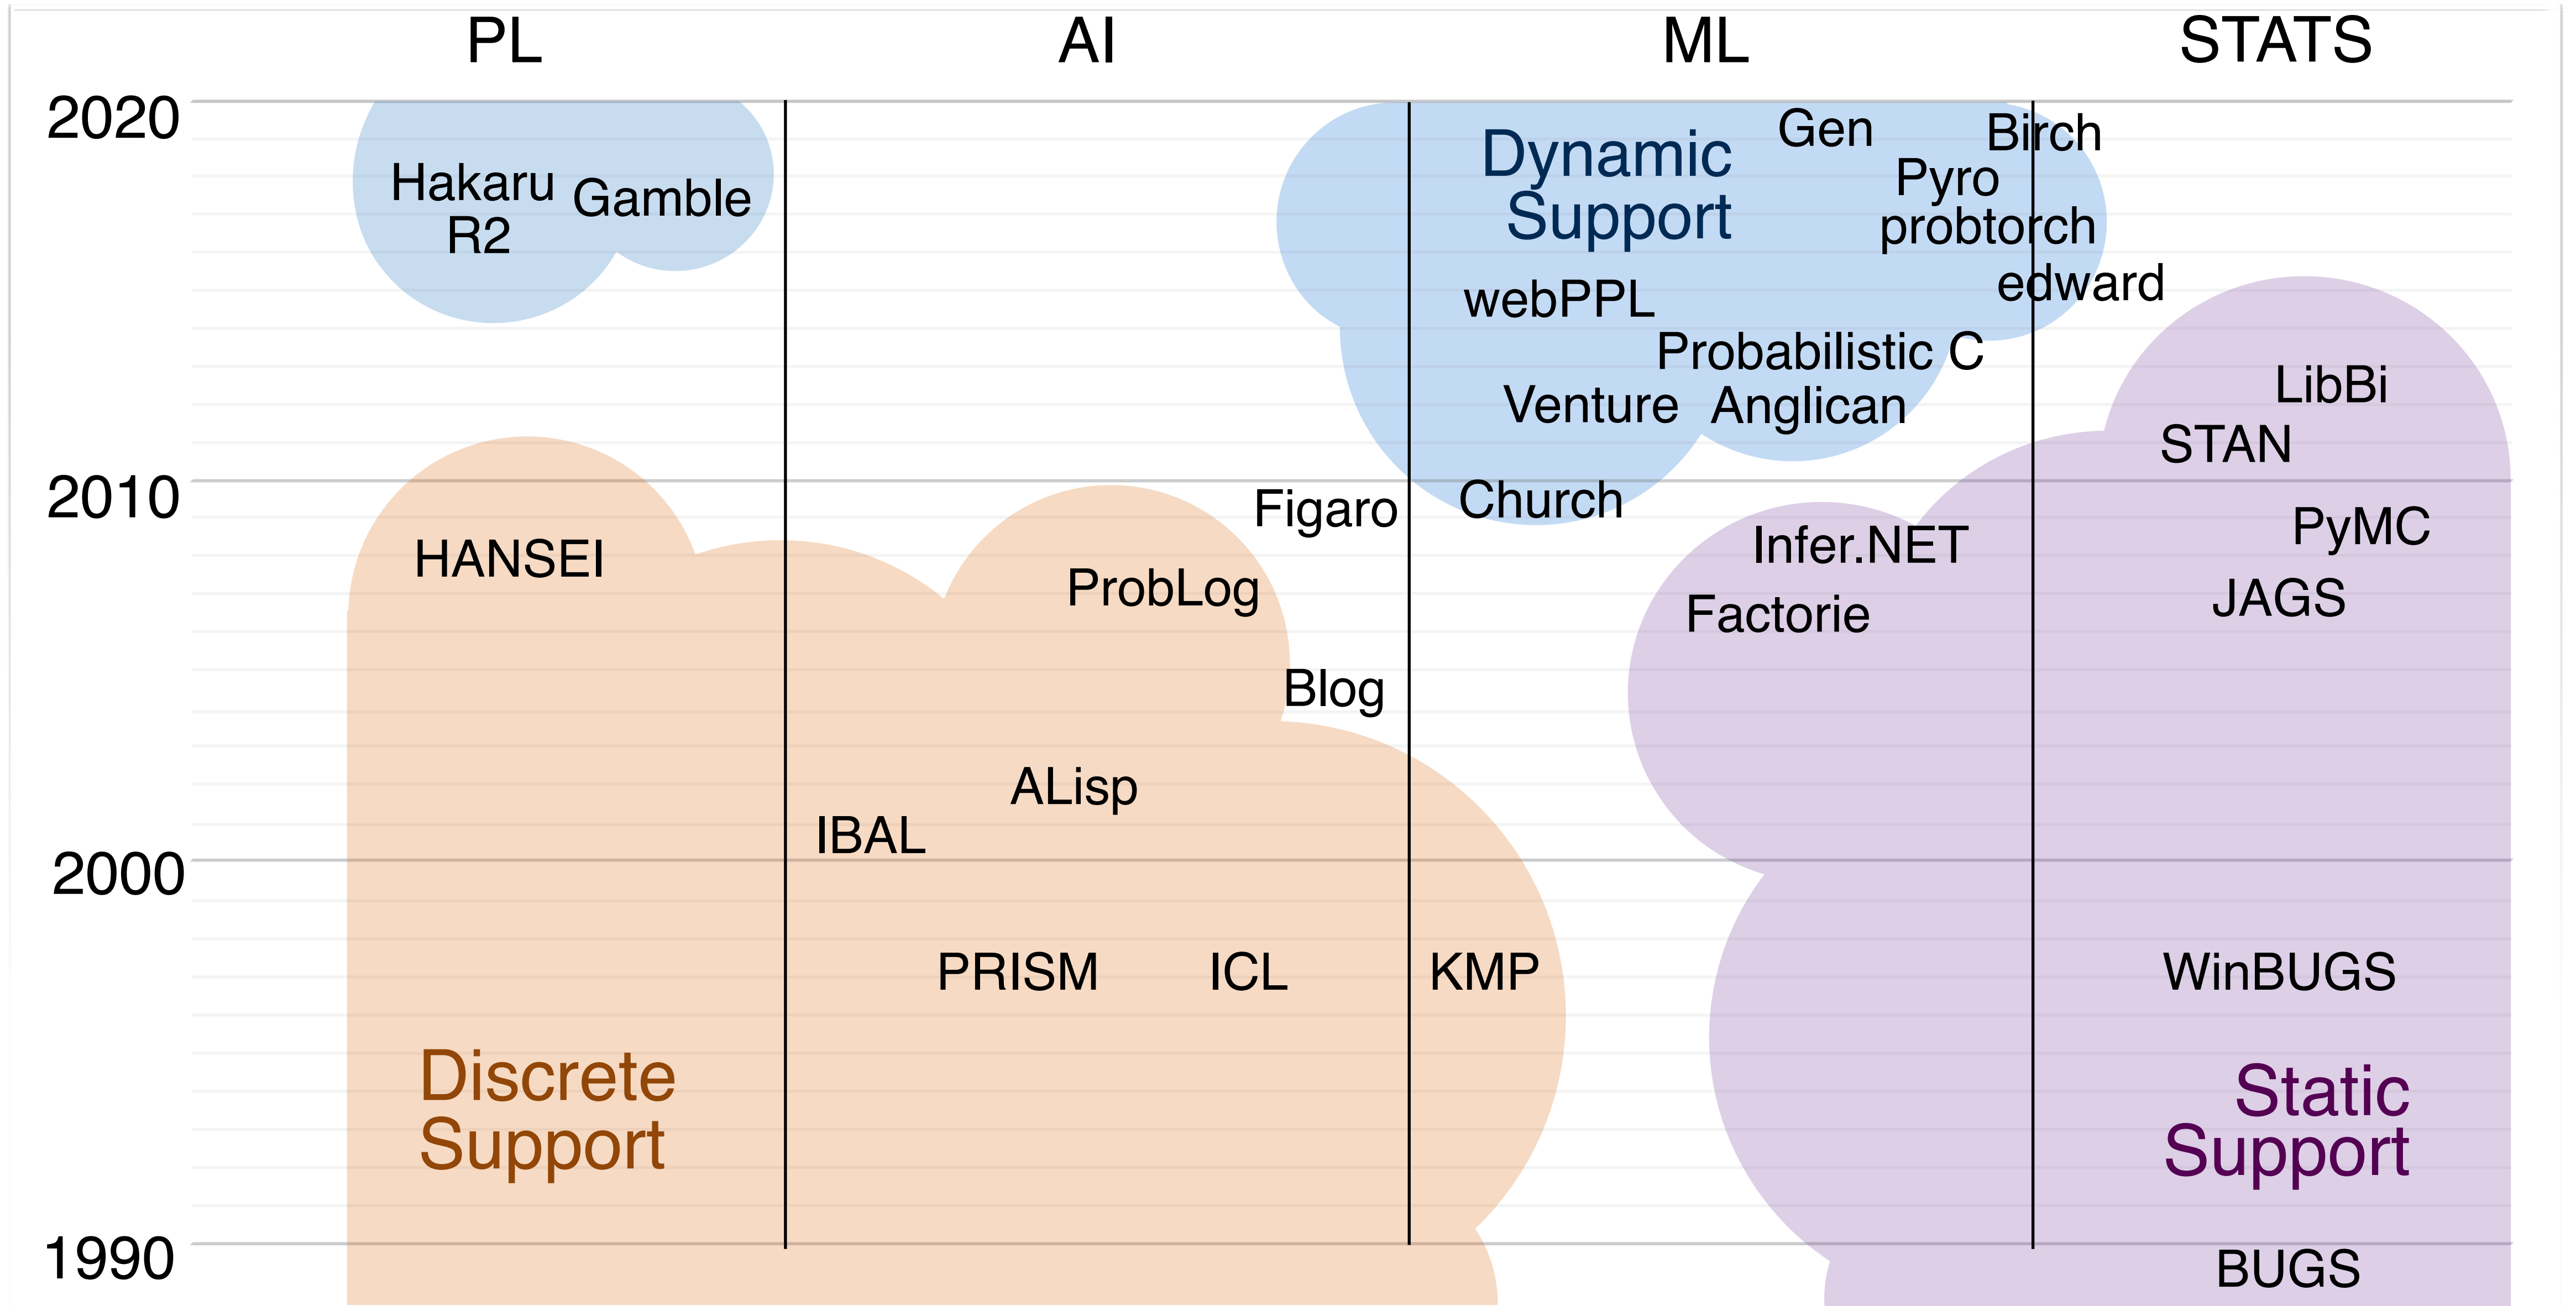 PL
AI
ML
STATS
2020
Gen
Birch
Dynamic
Support
Hakaru
Gamble
R2
Pyro
probtorch
edward
webPPL
Probabilistic C
Venture
Anglican
LibBi
STAN
2010
Figaro
Church
PyMC
HANSEI
Infer.NET
ProbLog
Factorie
JAGS
Blog
ALisp
IBAL
2000
PRISM
ICL
KMP
WinBUGS
Discrete
Support
Static
Support
1990
BUGS